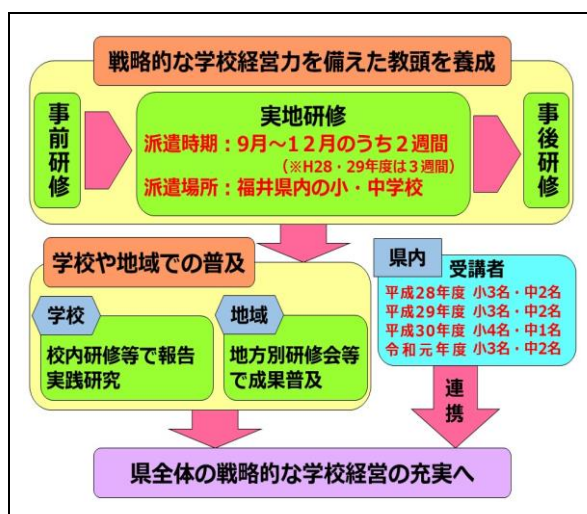 戦略的な学校経営力を備えた教頭を養成
事前研修
実地研修
派遣時期：9月～12月のうち2週間
（※H28・29年度は3週間）
派遣場所：福井県内の小・中学校
事後研修
学校や地域での普及
学校
校内研修等で報告
実践研究
地域
地方別研修会等
で成果普及
県内
受講者
平成28年度 小3名・中2名
平成29年度 小3名・中2名
平成30年度 小4名・中1名
令和元年度 小3名・中2名
連携
県全体の戦略的な学校経営の充実へ